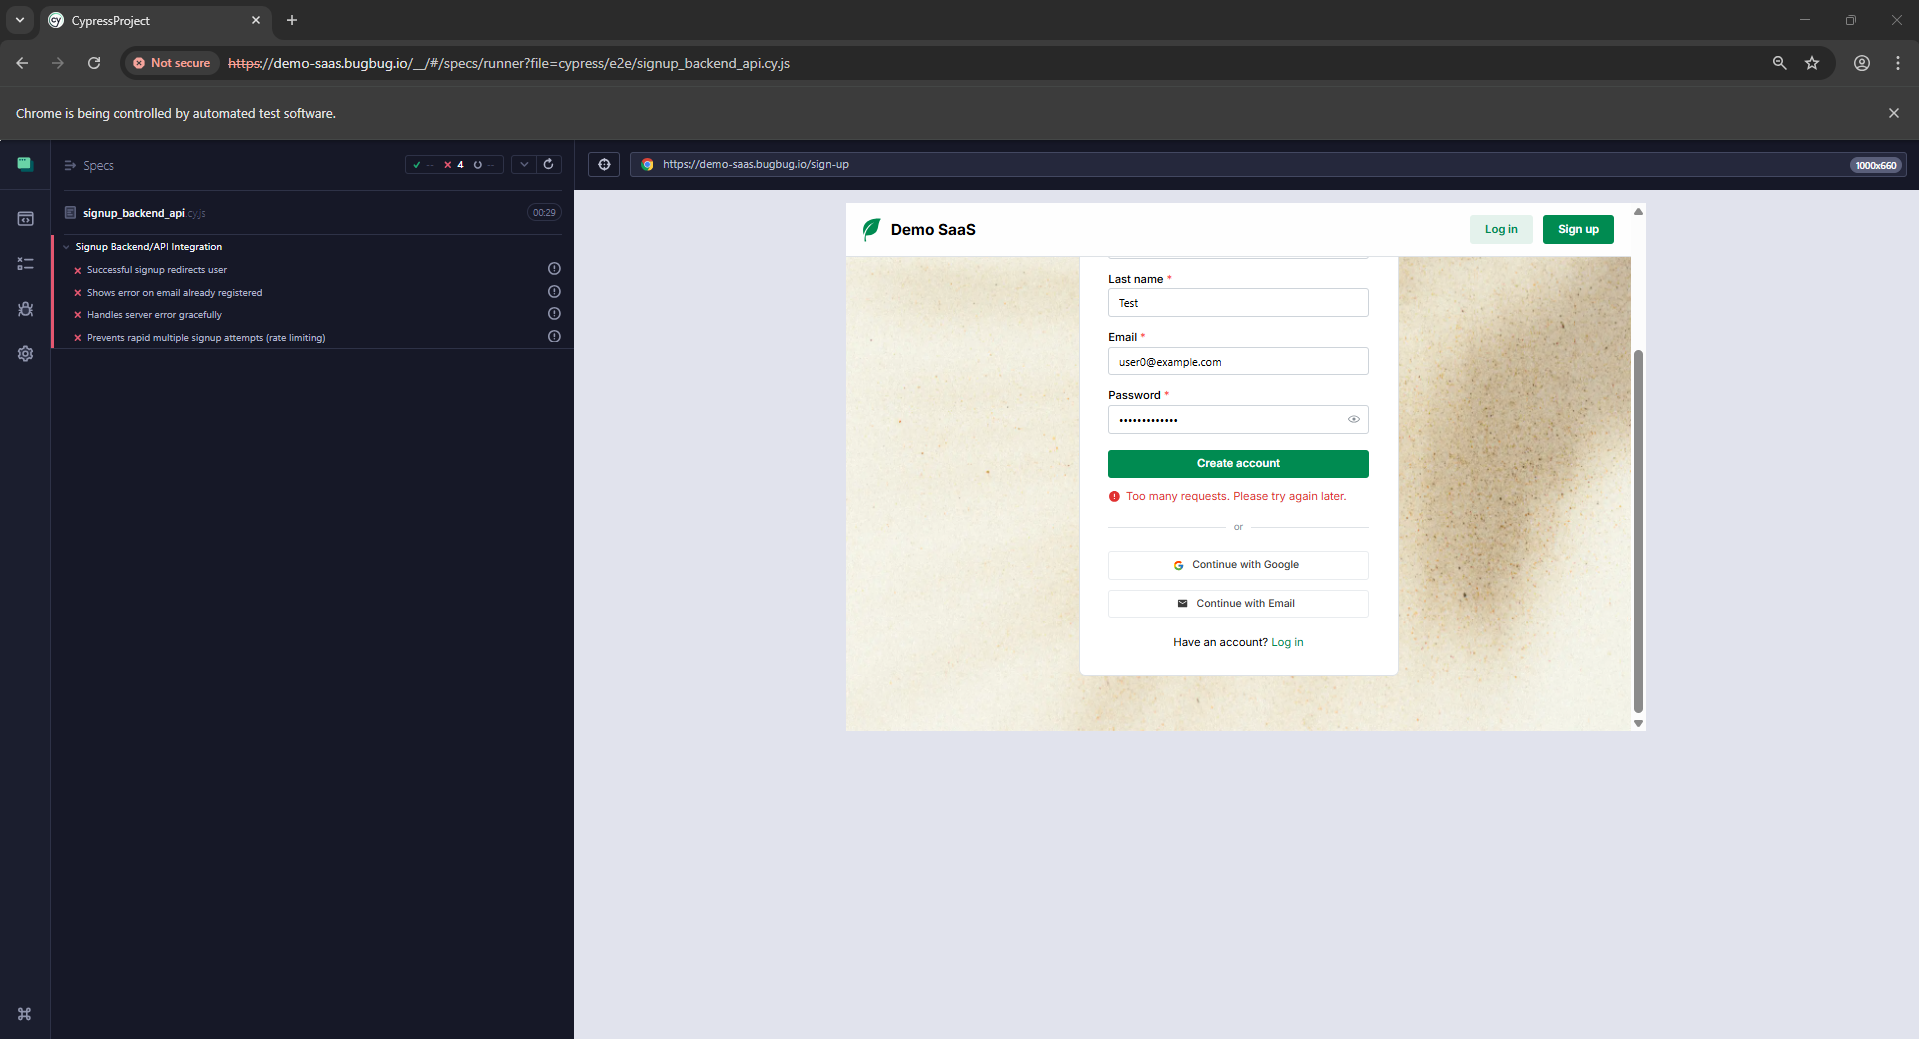 CypressProject
Not secure https://demo-saas.bugbug.io/__/#/specs/runner?file=cypress/e2e/signup_backend_api.cy.js
Chrome is being controlled by automated test software.
Specs
-- 4 --
https://demo-saas.bugbug.io/sign-up
1000x660
signup_backend_api.cy.js
00:29
Signup Backend/API Integration
Successful signup redirects user
Shows error on email already registered
Handles server error gracefully
Prevents rapid multiple signup attempts (rate limiting)
Demo SaaS
Log in
Sign up
Last name *
Test
Email *
user0@example.com
Password *
•••••••••••••
Create account
Too many requests. Please try again later.
or
Continue with Google
Continue with Email
Have an account? Log in